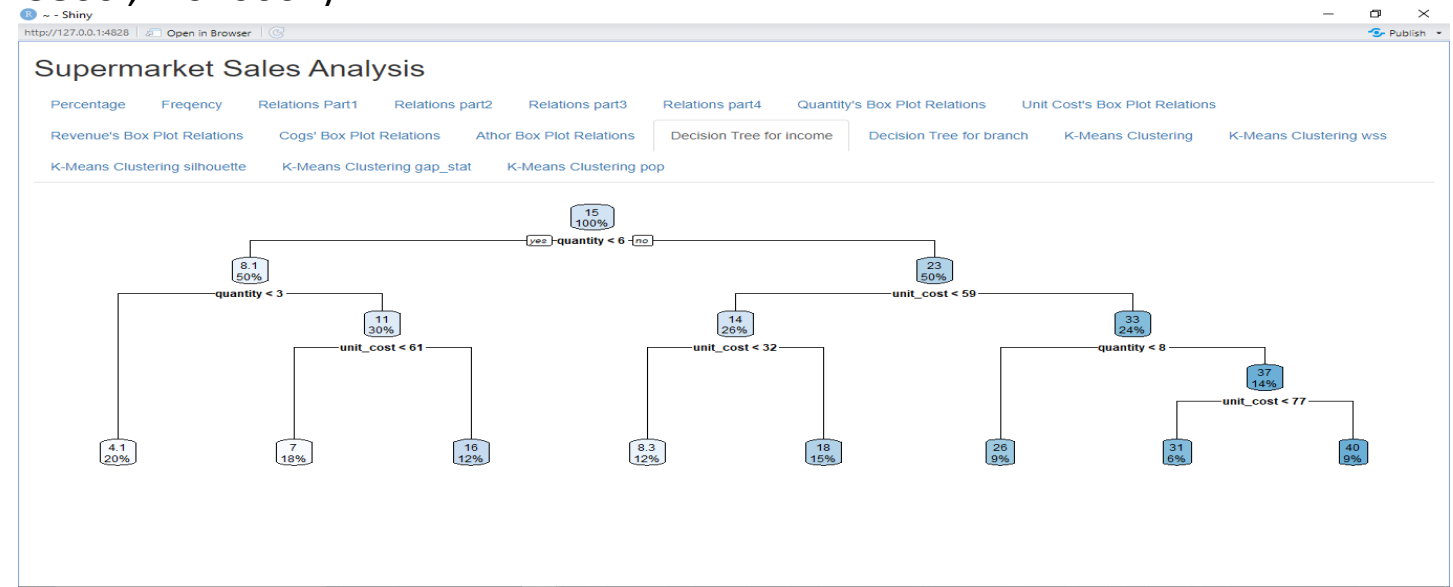 ~ - Shiny
http://127.0.0.1:4828 Open in Browser Publish
Supermarket Sales Analysis
Percentage Freqency Relations Part1 Relations part2 Relations part3 Relations part4 Quantity's Box Plot Relations Unit Cost's Box Plot Relations
Revenue's Box Plot Relations Cogs' Box Plot Relations Athor Box Plot Relations Decision Tree for income Decision Tree for branch K-Means Clustering K-Means Clustering wss
K-Means Clustering silhouette K-Means Clustering gap_stat K-Means Clustering pop
15
100%
yes quantity < 6 no
8.1 23
50% 50%
quantity < 3 unit_cost < 59
11 14 33
30% 26% 24%
unit_cost < 61 unit_cost < 32 quantity < 8
37
14%
unit_cost < 77
4.1 7 16 8.3 18 26 31 40
20% 18% 12% 12% 15% 9% 6% 9%